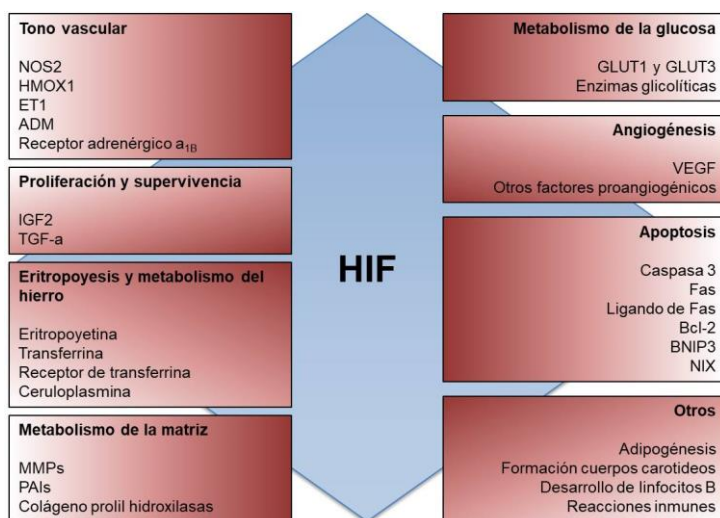 Tono vascular
NOS2
HMOX1
ET1
ADM
Receptor adrenérgico a1B
Proliferación y supervivencia
IGF2
TGF-a
Eritropoyesis y metabolismo del
hierro
Eritropoyetina
Transferrina
Receptor de transferrina
Ceruloplasmina
Metabolismo de la matriz
MMPs
PAIs
Colágeno prolil hidroxilasas
HIF
Metabolismo de la glucosa
GLUT1 y GLUT3
Enzimas glicolíticas
Angiogénesis
VEGF
Otros factores proangiogénicos
Apoptosis
Caspasa 3
Fas
Ligando de Fas
Bcl-2
BNIP3
NIX
Otros
Adipogénesis
Formación cuerpos carotideos
Desarrollo de linfocitos B
Reacciones inmunes